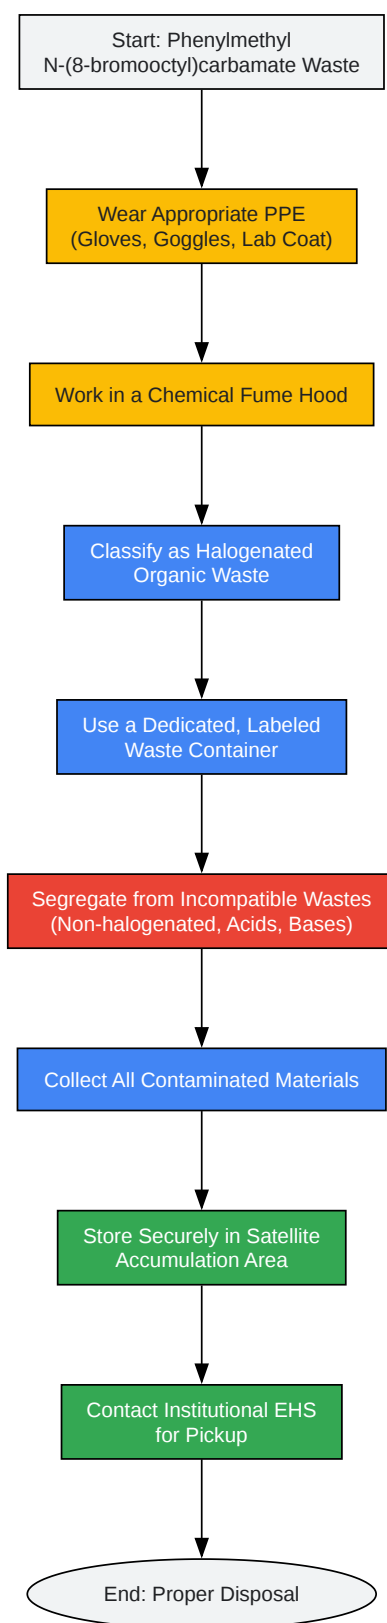 Start: Phenylmethyl
N-(8-bromooctyl)carbamate Waste
Wear Appropriate PPE
(Gloves, Goggles, Lab Coat)
Work in a Chemical Fume Hood
Classify as Halogenated
Organic Waste
Use a Dedicated, Labeled
Waste Container
Segregate from Incompatible Wastes
(Non-halogenated, Acids, Bases)
Collect All Contaminated Materials
Store Securely in Satellite
Accumulation Area
Contact Institutional EHS
for Pickup
End: Proper Disposal